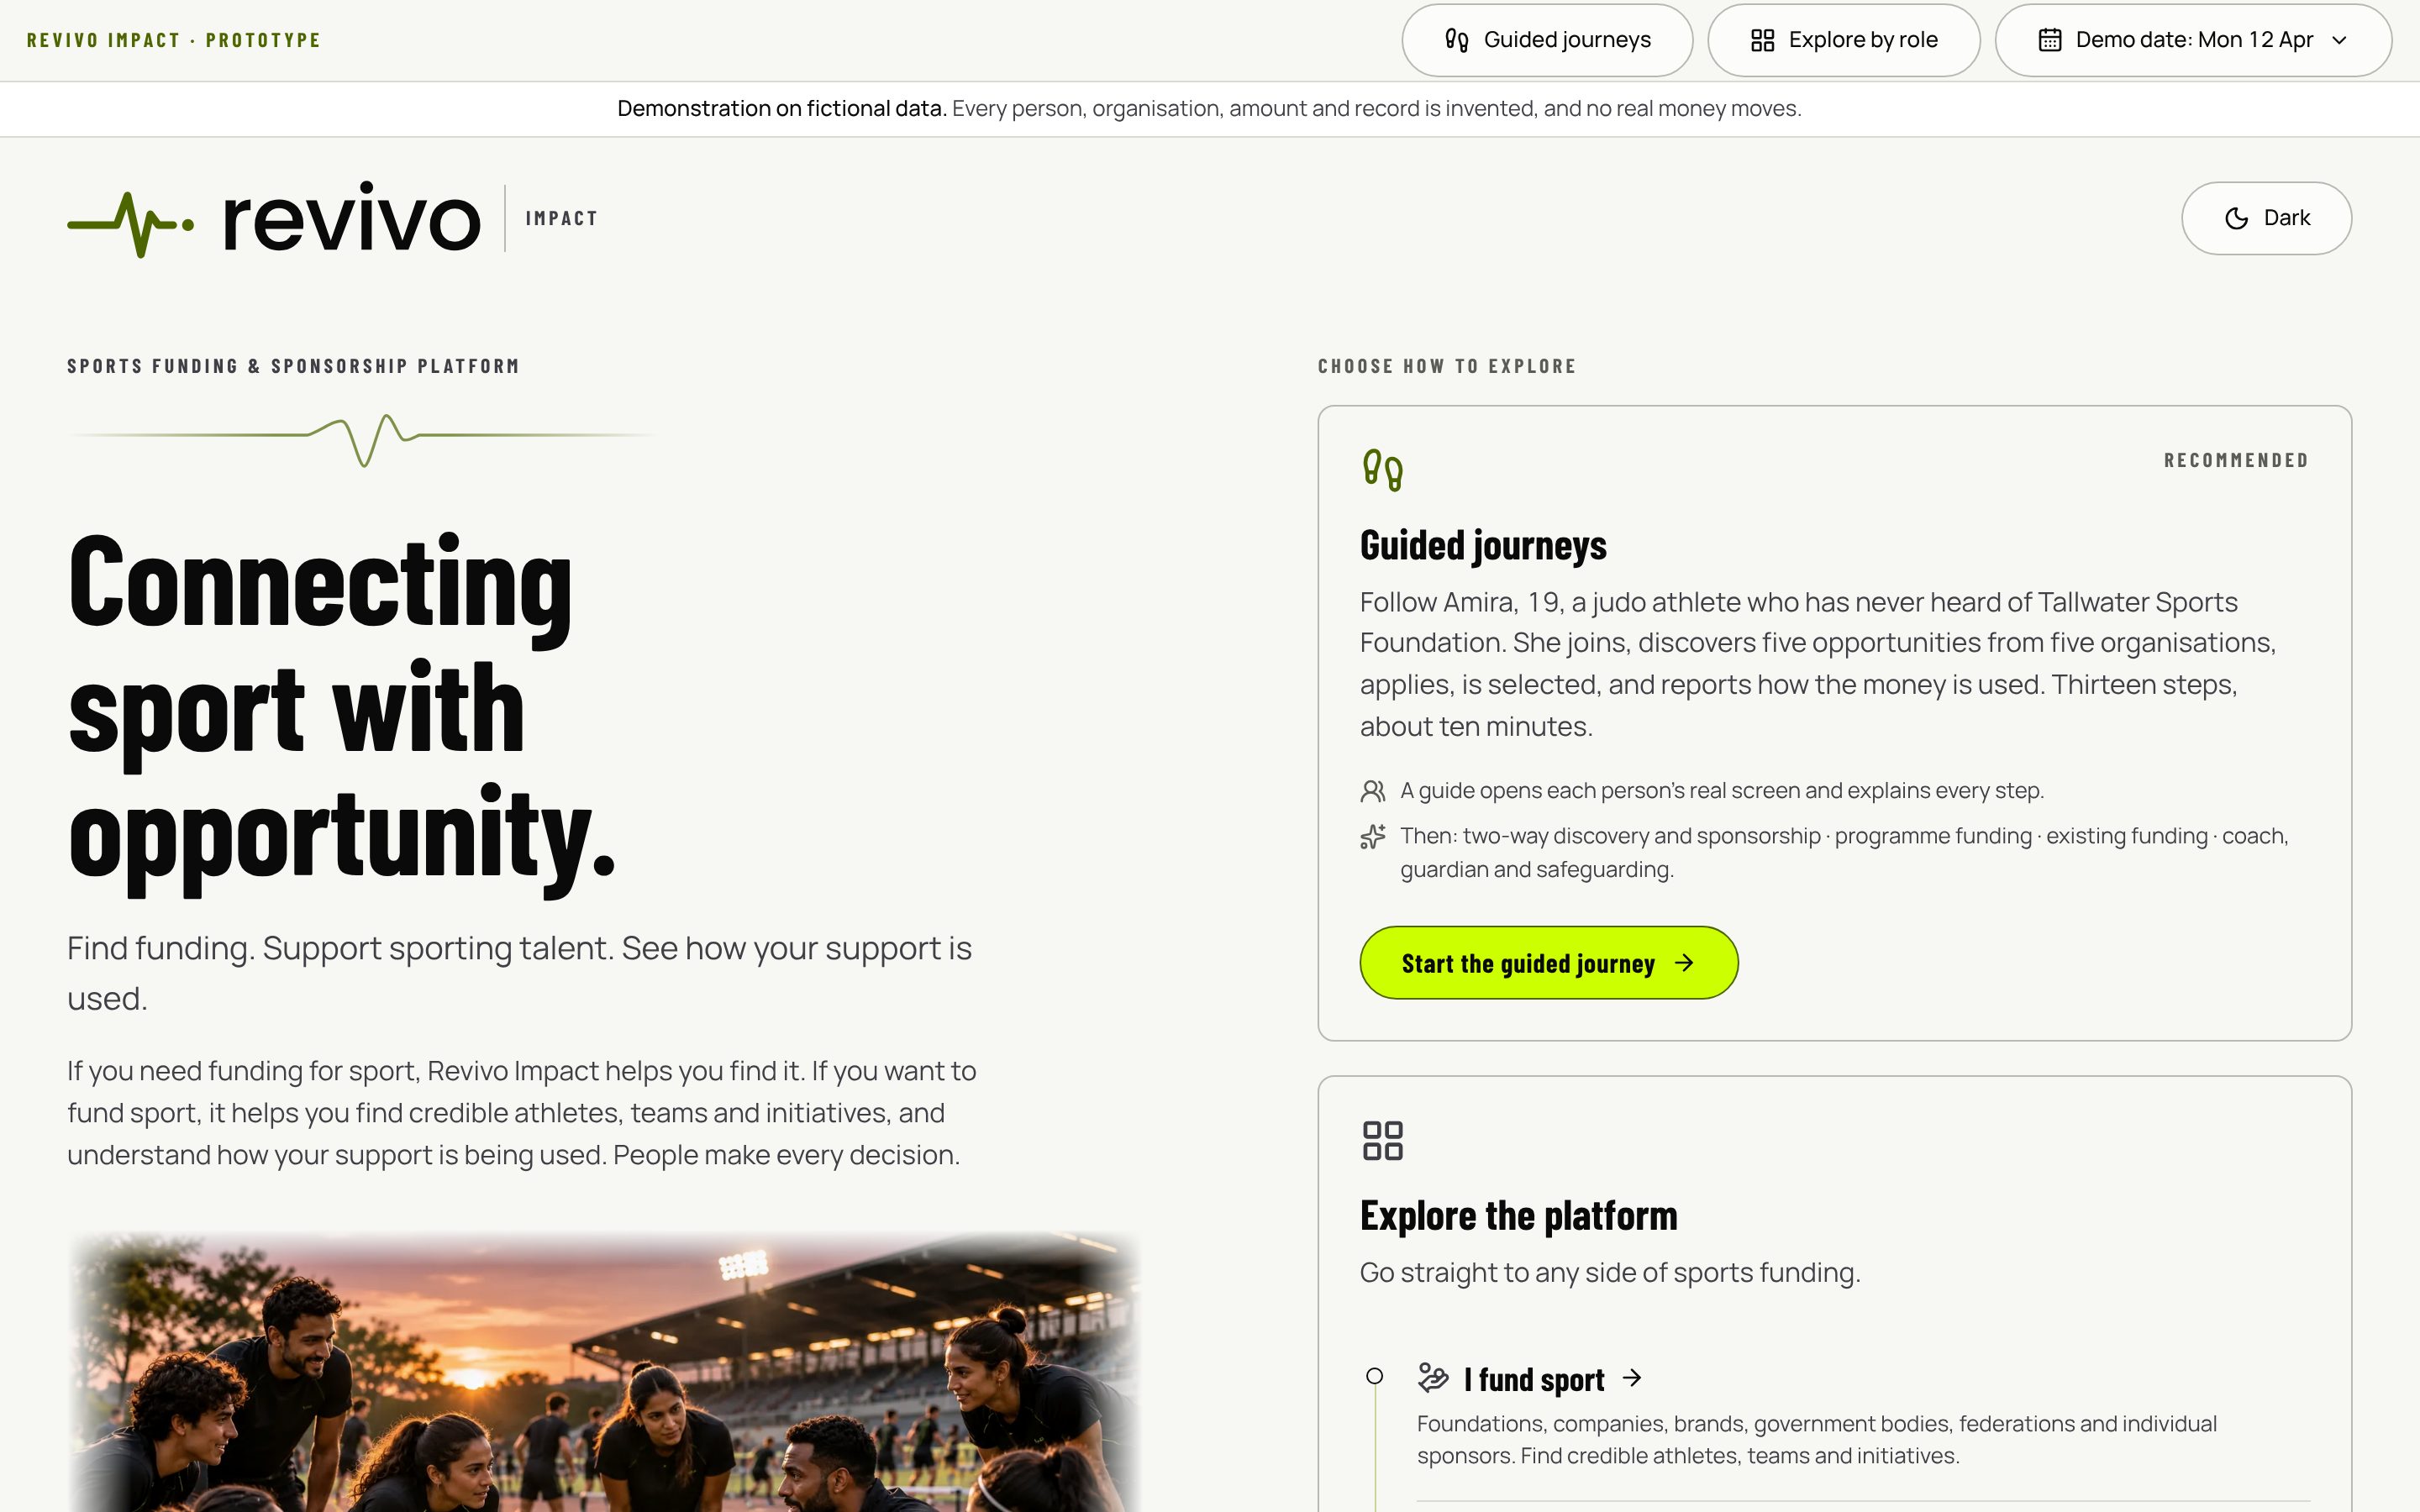 REVIVO IMPACT · PROTOTYPE
Guided journeys
Explore by role
Demo date: Mon 12 Apr
Demonstration on fictional data. Every person, organisation, amount and record is invented, and no real money moves.
revivo
IMPACT
Dark
SPORTS FUNDING & SPONSORSHIP PLATFORM
Connecting
sport with
opportunity.
Find funding. Support sporting talent. See how your support is
used.
If you need funding for sport, Revivo Impact helps you find it. If you want to
fund sport, it helps you find credible athletes, teams and initiatives, and
understand how your support is being used. People make every decision.
CHOOSE HOW TO EXPLORE
RECOMMENDED
Guided journeys
Follow Amira, 19, a judo athlete who has never heard of Tallwater Sports
Foundation. She joins, discovers five opportunities from five organisations,
applies, is selected, and reports how the money is used. Thirteen steps,
about ten minutes.
A guide opens each person's real screen and explains every step.
Then: two-way discovery and sponsorship · programme funding · existing funding · coach,
guardian and safeguarding.
Start the guided journey
Explore the platform
Go straight to any side of sports funding.
I fund sport
Foundations, companies, brands, government bodies, federations and individual
sponsors. Find credible athletes, teams and initiatives.